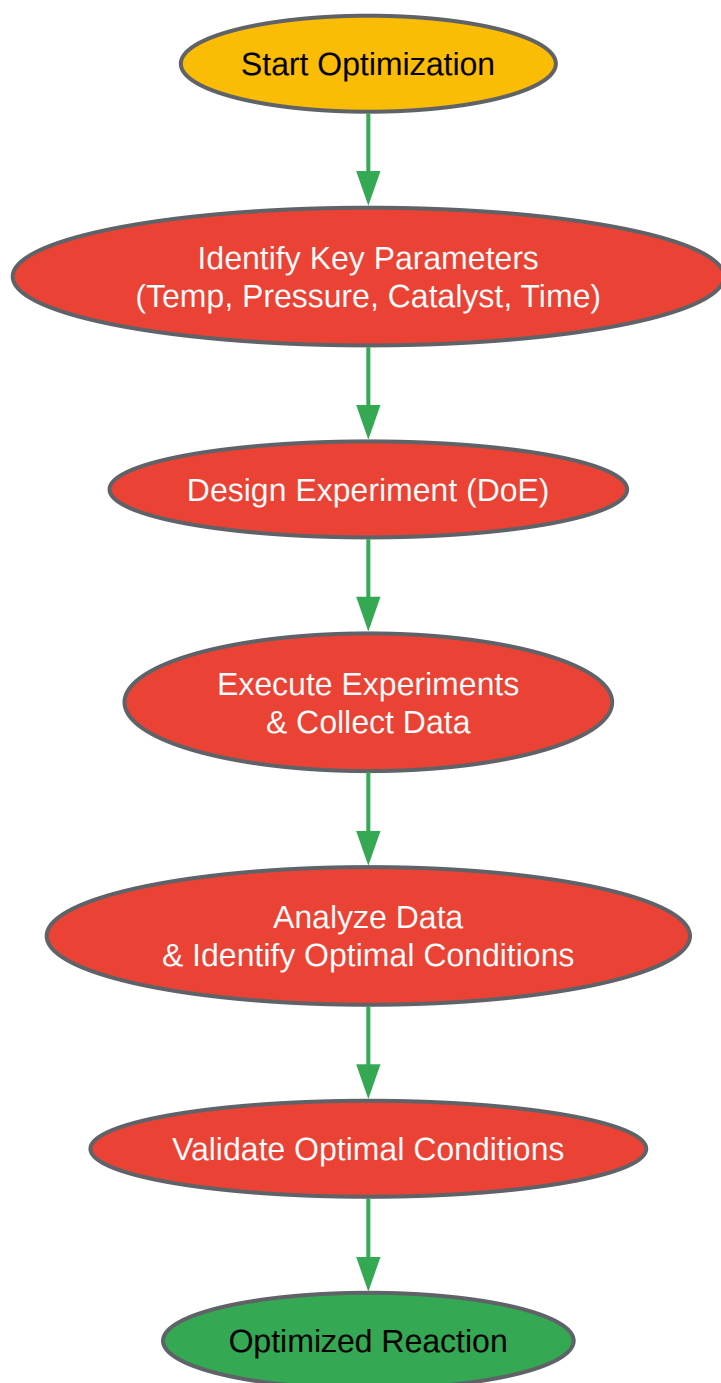 Start Optimization
Identify Key Parameters
(Temp, Pressure, Catalyst, Time)
Design Experiment (DoE)
Execute Experiments
& Collect Data
Analyze Data
& Identify Optimal Conditions
Validate Optimal Conditions
Optimized Reaction